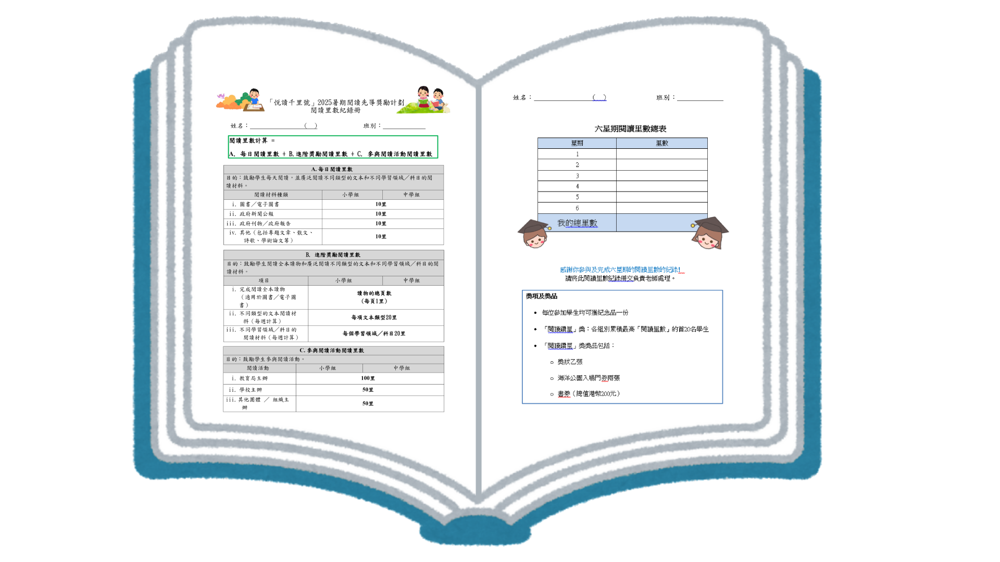 「悦讀千里號」2025暑期閱讀先導獎勵計劃
閱讀里數紀錄冊
姓名：________________(__) 班別：____________
閱讀里數計算 =
A. 每日閱讀里數 + B.進階獎勵閱讀里數 + C. 參與閱讀活動閱讀里數
A.每日閱讀里數
目的：鼓勵學生每天閱讀，並廣泛閱讀不同類型的文本和不同學習領域／科目的閱
讀材料。
閱讀材料種類 小學組 中學組
i. 圖書／電子圖書 10里
ii. 政府新聞公報 10里
iii. 政府刊物／政府報告 10里
iv. 其他（包括專題文章、散文、
詩歌、學術論文等） 10里
B. 進階獎勵閱讀里數
目的：鼓勵學生閱讀全本讀物和廣泛閱讀不同類型的文本和不同學習領域／科目的閱
讀材料。
項目 小學組 中學組
i. 完成閱讀全本讀物
（適用於圖書／電子圖
書）
讀物的總頁數
（每頁1里）
ii. 不同類型的文本閱讀材
料（每週計算）
每項文本類型20里
iii. 不同學習領域／科目的
閱讀材料（每週計算）
每個學習領域／科目20里
C.參與閱讀活動閱讀里數
目的：鼓勵學生參與閱讀活動。
閱讀活動 小學組 中學組
i. 教育局主辦 100里
ii. 學校主辦 50里
iii.其他團體 ／ 組織主
辦
50里
姓名：________________(__) 班別：____________
六星期閱讀里數總表
星期 里數
1
2
3
4
5
6
我的總里數
感謝你參與及完成六星期的閱讀里數的紀錄!
請將此閱讀里數紀錄冊交負責老師處理。
獎項及獎品
• 每位參加學生均可獲紀念品一份
• 「閱讀鑽星」獎：各組別累積最高「閱讀里數」的首20名學生
• 「閱讀鑽星」獎獎品包括：
○ 獎狀乙張
○ 海洋公園入場門券兩張
○ 書券（總值港幣200元）